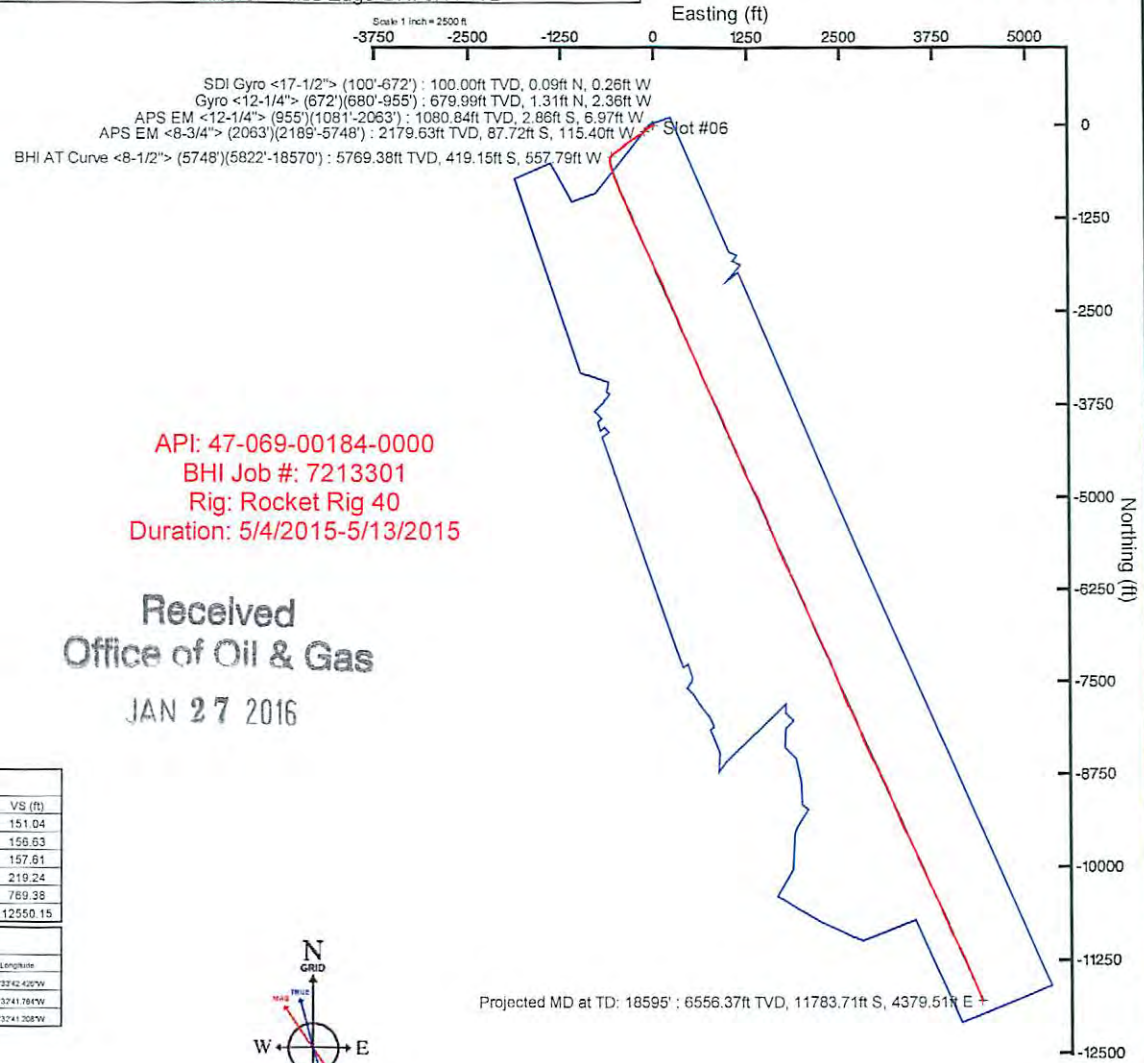 Easting (ft)
Scale 1 inch = 2500 ft
-3750 -2500 -1250 0 1250 2500 3750 5000
SDI Gyro <17-1/2"> (100'-672') : 100.00ft TVD, 0.09ft N, 0.26ft W
Gyro <12-1/4"> (672')(680'-955') : 679.99ft TVD, 1.31ft N, 2.36ft W
APS EM <12-1/4"> (955')(1081'-2063') : 1080.84ft TVD, 2.86ft S, 6.97ft W
APS EM <8-3/4"> (2063')(2189'-5748') : 2179.63ft TVD, 87.72ft S, 115.40ft W
Slot #06
BHI AT Curve <8-1/2"> (5748')(5822'-18570') : 5769.38ft TVD, 419.15ft S, 557.79ft W
0
-1250
-2500
-3750
-5000
-6250
-7500
-8750
-10000
-11250
-12500
Northing (ft)
API: 47-069-00184-0000
BHI Job #: 7213301
Rig: Rocket Rig 40
Duration: 5/4/2015-5/13/2015
Received
Office of Oil & Gas
JAN 27 2016
VS (ft)
151.04
156.63
157.61
219.24
769.38
12550.15
Longitude
N
GRID
MAG
TRUE
W
E
Projected MD at TD: 18595' : 6556.37ft TVD, 11783.71ft S, 4379.51ft E